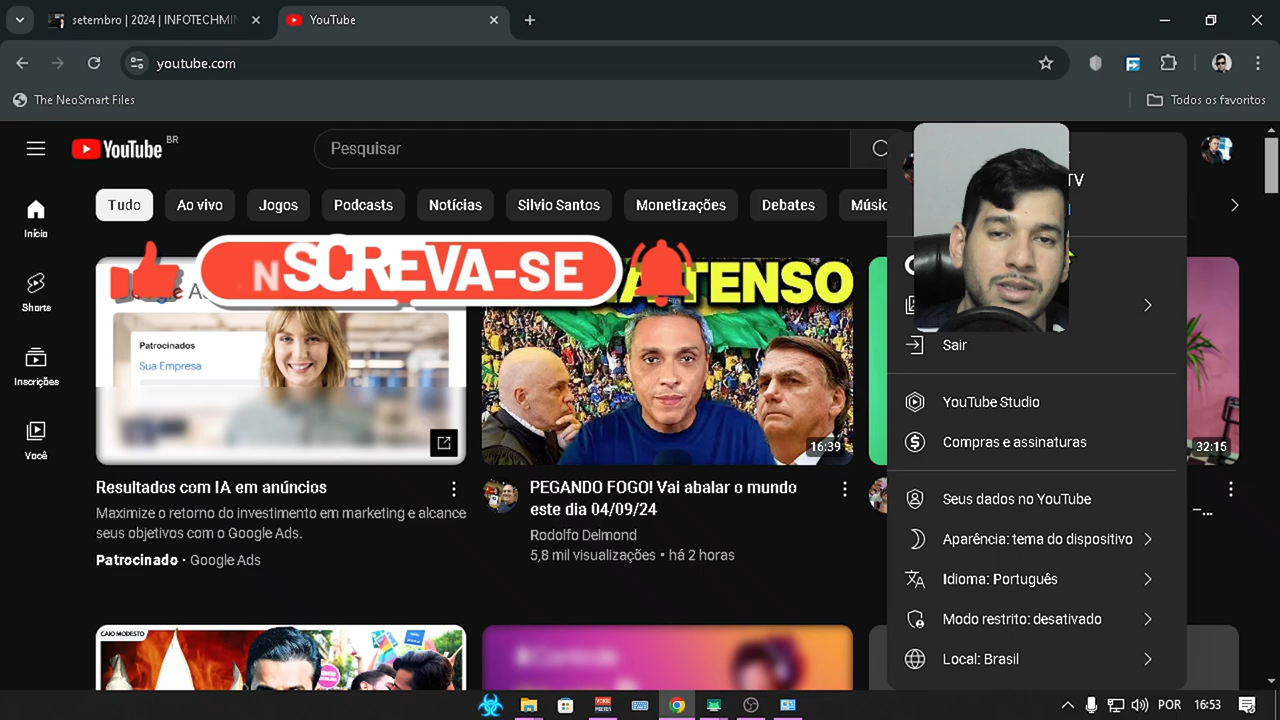 setembro | 2024 | INFOTECHMIN
YouTube
youtube.com
The NeoSmart Files
Todos os favoritos
YouTube BR
Pesquisar
TV
Tudo
Ao vivo
Jogos
Podcasts
Notícias
Silvio Santos
Monetizações
Debates
Músic
Início
Shorts
Inscrições
Você
SCREVA-SE
TENSO
Patrocinados
Sua Empresa
16:39
32:15
Sair
YouTube Studio
Compras e assinaturas
Seus dados no YouTube
Aparência: tema do dispositivo
Idioma: Português
Modo restrito: desativado
Local: Brasil
Resultados com IA em anúncios
Maximize o retorno do investimento em marketing e alcance
seus objetivos com o Google Ads.
Patrocinado · Google Ads
PEGANDO FOGO! Vai abalar o mundo
este dia 04/09/24
Rodolfo Delmond
5,8 mil visualizações • há 2 horas
–...
CAIO MODESTO
POR
16:53